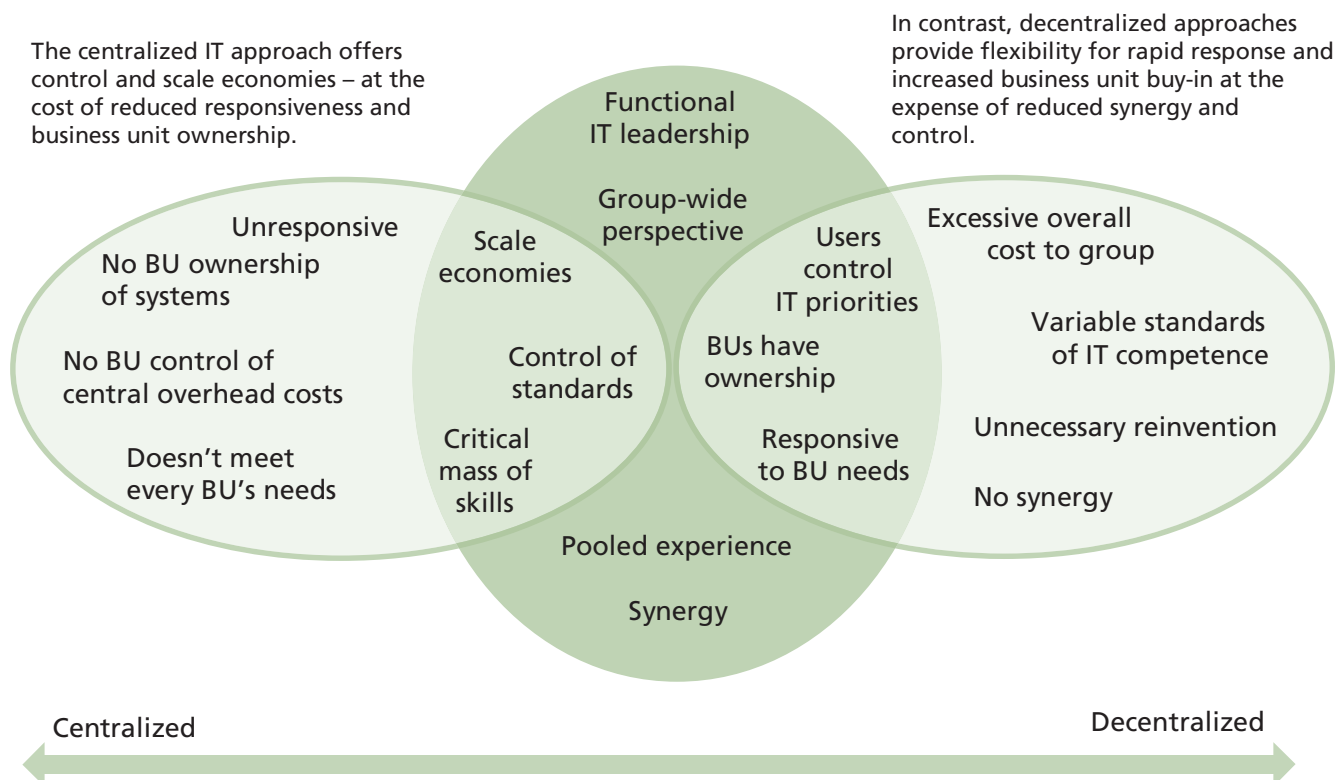 The centralized IT approach offers
control and scale economies – at the
cost of reduced responsiveness and
business unit ownership.
In contrast, decentralized approaches
provide flexibility for rapid response and
increased business unit buy-in at the
expense of reduced synergy and
control.
Functional
IT leadership
Group-wide
perspective
Unresponsive
No BU ownership
of systems
No BU control of
central overhead costs
Doesn’t meet
every BU’s needs
Scale
economies
Control of
standards
Critical
mass of
skills
Users
control
IT priorities
BUs have
ownership
Responsive
to BU needs
Excessive overall
cost to group
Variable standards
of IT competence
Unnecessary reinvention
No synergy
Pooled experience
Synergy
Centralized
Decentralized